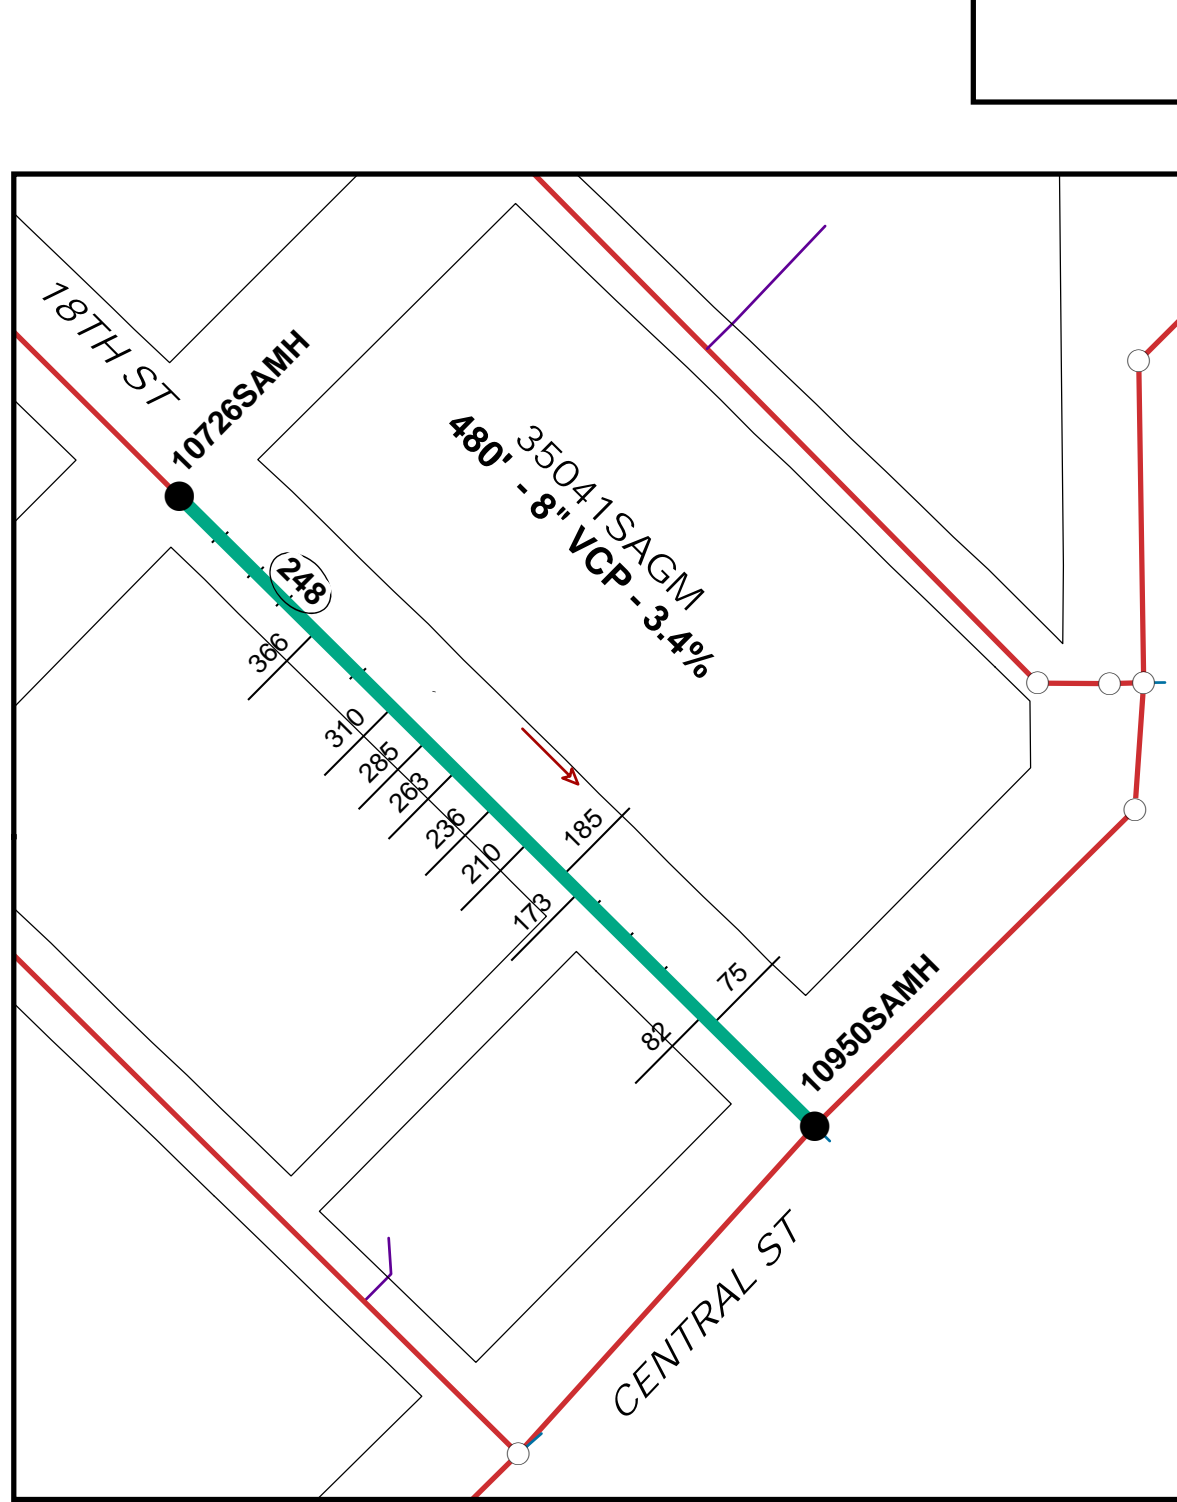 18TH ST
10726SAMH
35041SAGM
480' - 8" VCP - 3.4%
248
366
310
285
263
236
210
185
173
75
82
10950SAMH
CENTRAL ST